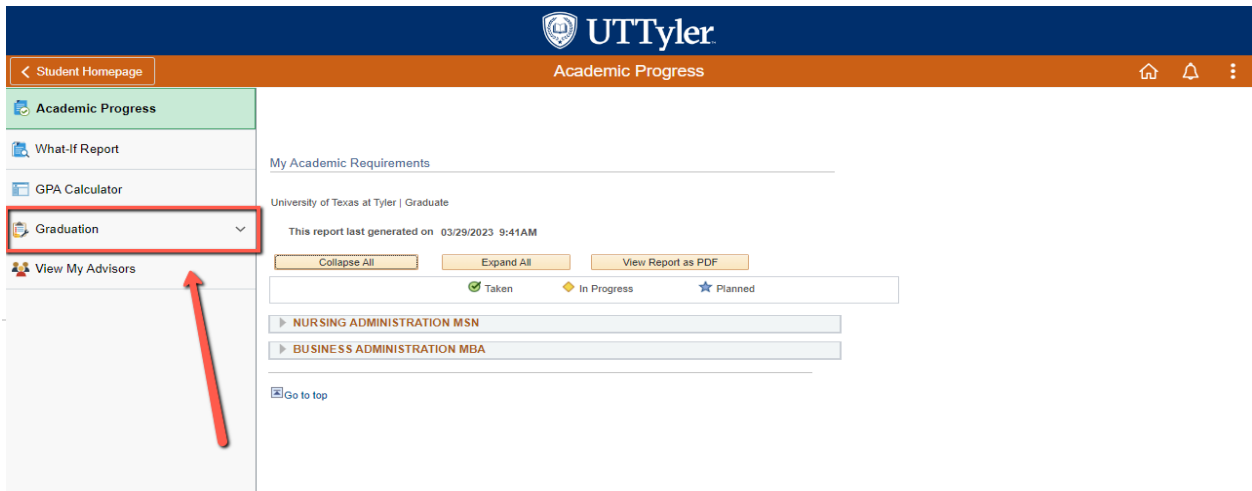 UTTyler
Student Homepage
Academic Progress
Academic Progress
What-If Report
GPA Calculator
Graduation
View My Advisors
My Academic Requirements
University of Texas at Tyler | Graduate
This report last generated on 03/29/2023 9:41AM
Collapse All Expand All View Report as PDF
Taken In Progress Planned
NURSING ADMINISTRATION MSN
BUSINESS ADMINISTRATION MBA
Go to top